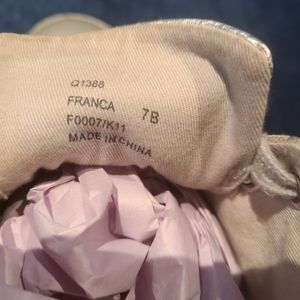 Q1388
FRANCA 7B
F0007/K11
MADE IN CHINA